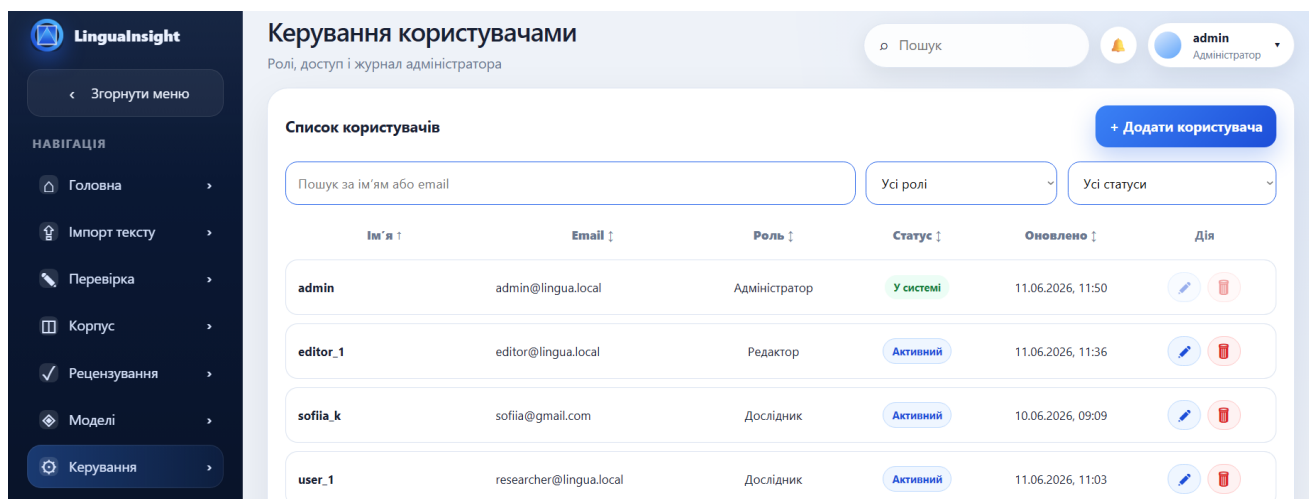 LinguaInsight
‹ Згорнути меню
НАВІГАЦІЯ
Головна ›
Імпорт тексту ›
Перевірка ›
Корпус ›
Рецензування ›
Моделі ›
Керування ›
Керування користувачами
Ролі, доступ і журнал адміністратора
Пошук
admin
Адміністратор
Список користувачів
+ Додати користувача
Пошук за ім’ям або email
Усі ролі
Усі статуси
Ім’я ↑ Email ↕ Роль ↕ Статус ↕ Оновлено ↕ Дія
admin admin@lingua.local Адміністратор У системі 11.06.2026, 11:50
editor_1 editor@lingua.local Редактор Активний 11.06.2026, 11:36
sofiia_k sofiia@gmail.com Дослідник Активний 10.06.2026, 09:09
user_1 researcher@lingua.local Дослідник Активний 11.06.2026, 11:03